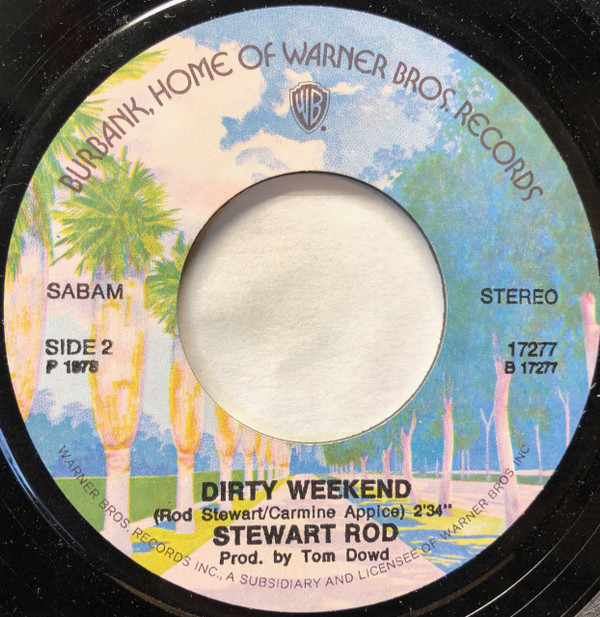 BURBANK, HOME OF WARNER BROS. RECORDS
WB
SABAM
STEREO
SIDE 2
P 1978
17277
B 17277
DIRTY WEEKEND
(Rod Stewart/Carmine Appice) 2'34"
STEWART ROD
Prod. by Tom Dowd
WARNER BROS. RECORDS INC., A SUBSIDIARY AND LICENSEE OF WARNER BROS. INC